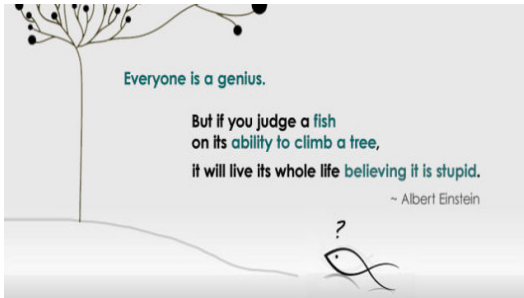 Everyone is a genius.
But if you judge a fish
on its ability to climb a tree,
it will live its whole life believing it is stupid.
~ Albert Einstein
?